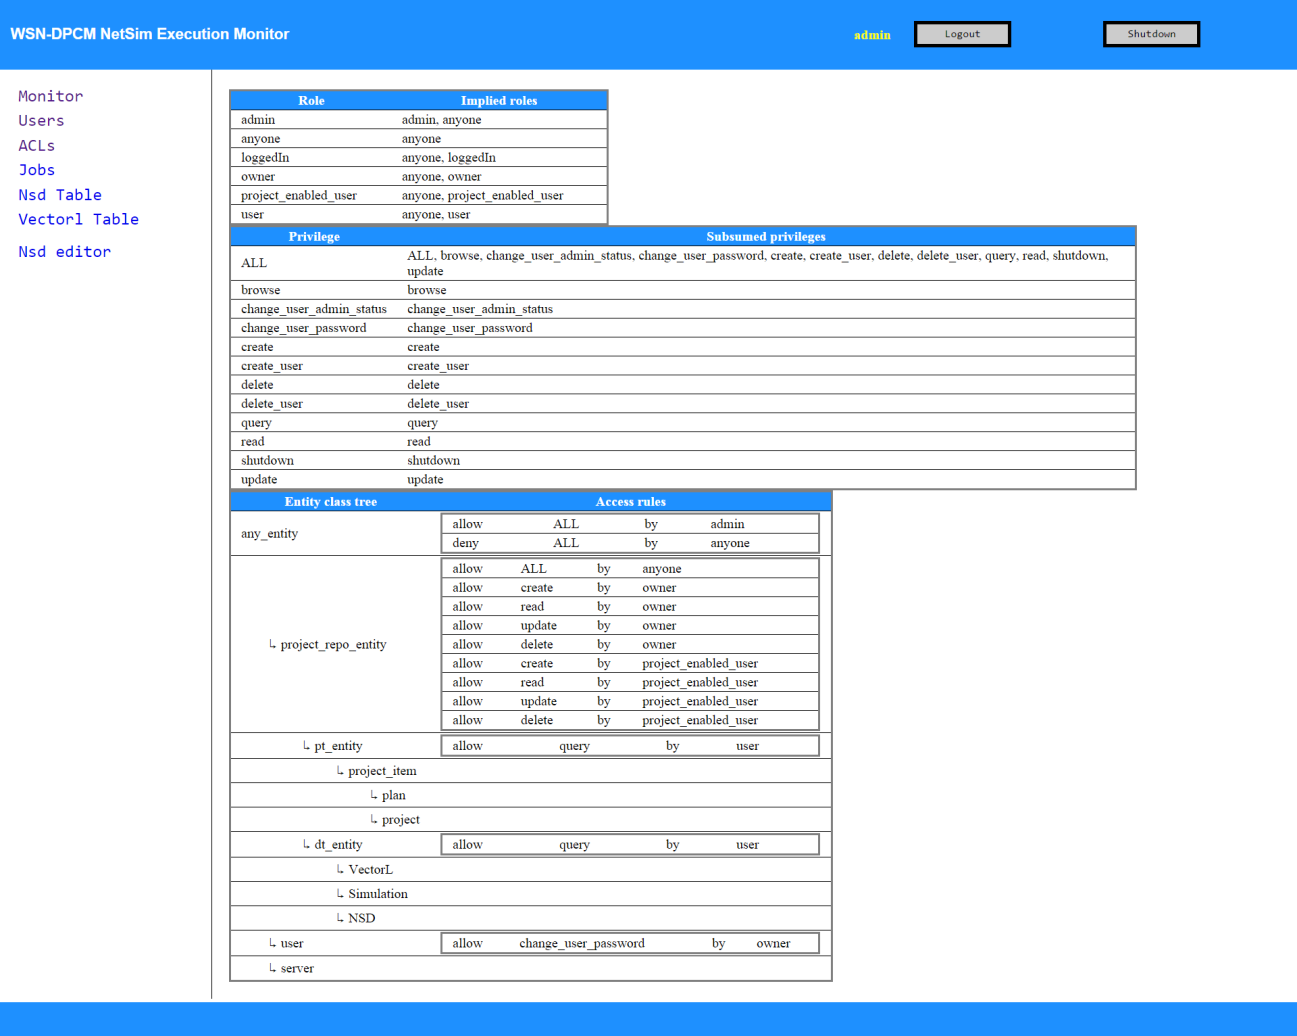 WSN-DPCM NetSim Execution Monitor
admin
Logout
Shutdown
Monitor
Users
ACLs
Jobs
Nsd Table
Vectorl Table
Nsd editor
Role Implied roles
admin admin, anyone
anyone anyone
loggedIn anyone, loggedIn
owner anyone, owner
project_enabled_user anyone, project_enabled_user
user anyone, user
Privilege Subsumed privileges
ALL ALL, browse, change_user_admin_status, change_user_password, create, create_user, delete, delete_user, query, read, shutdown,
update
browse browse
change_user_admin_status change_user_admin_status
change_user_password change_user_password
create create
create_user create_user
delete delete
delete_user delete_user
query query
read read
shutdown shutdown
update update
Entity class tree Access rules
any_entity
allow ALL by admin
deny ALL by anyone
↳ project_repo_entity
allow ALL by anyone
allow create by owner
allow read by owner
allow update by owner
allow delete by owner
allow create by project_enabled_user
allow read by project_enabled_user
allow update by project_enabled_user
allow delete by project_enabled_user
↳ pt_entity allow query by user
↳ project_item
↳ plan
↳ project
↳ dt_entity allow query by user
↳ VectorL
↳ Simulation
↳ NSD
↳ user allow change_user_password by owner
↳ server